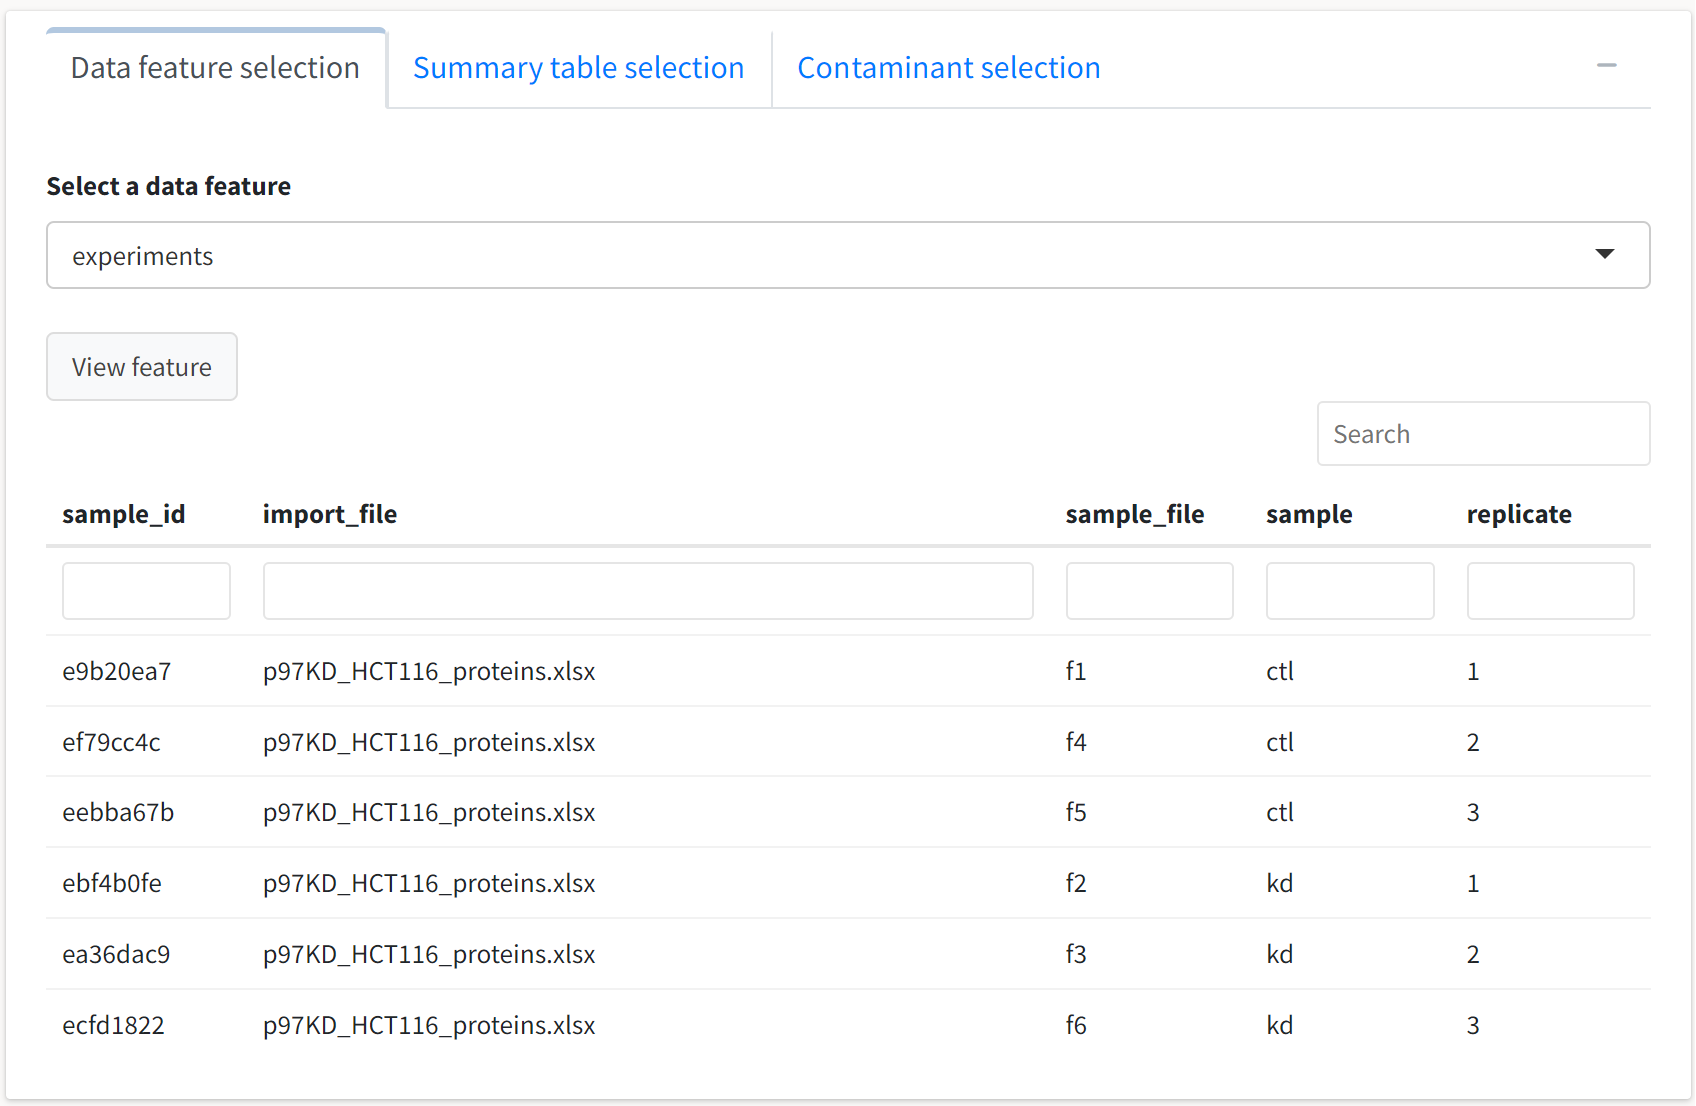 Data feature selection Summary table selection Contaminant selection
Select a data feature
experiments
View feature
Search
sample_id import_file sample_file sample replicate
e9b20ea7 p97KD_HCT116_proteins.xlsx f1 ctl 1
ef79cc4c p97KD_HCT116_proteins.xlsx f4 ctl 2
eebba67b p97KD_HCT116_proteins.xlsx f5 ctl 3
ebf4b0fe p97KD_HCT116_proteins.xlsx f2 kd 1
ea36dac9 p97KD_HCT116_proteins.xlsx f3 kd 2
ecfd1822 p97KD_HCT116_proteins.xlsx f6 kd 3